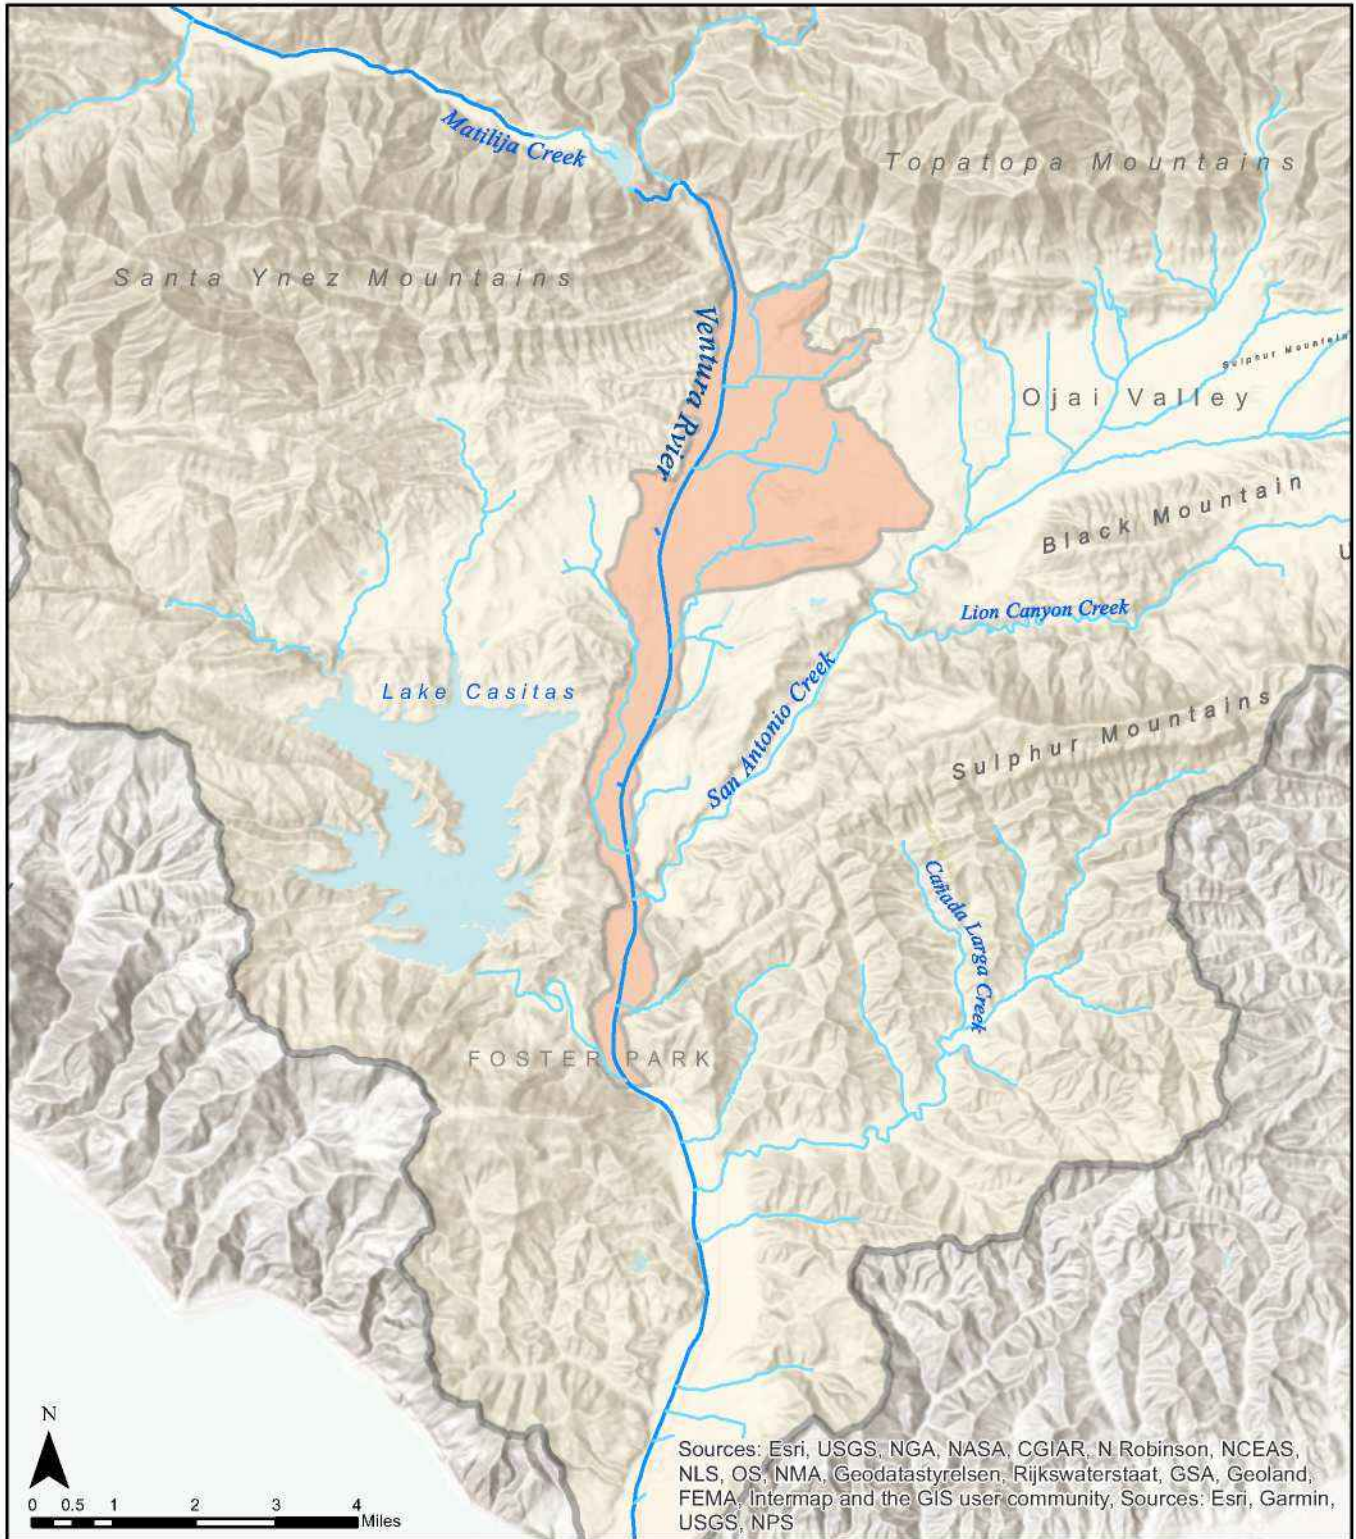 Matilija Creek
Topatopa Mountains
Santa Ynez Mountains
Ventura Rvier
Sulphur Mountain
Ojai Valley
Black Mountain
U
Lion Canyon Creek
Lake Casitas
San Antonio Creek
Sulphur Mountains
Cañada Larga Creek
FOSTER PARK
N
0 0.5 1 2 3 4
Miles
Sources: Esri, USGS, NGA, NASA, CGIAR, N Robinson, NCEAS,
NLS, OS, NMA, Geodatastyrelsen, Rijkswaterstaat, GSA, Geoland,
FEMA, Intermap and the GIS user community, Sources: Esri, Garmin,
USGS, NPS